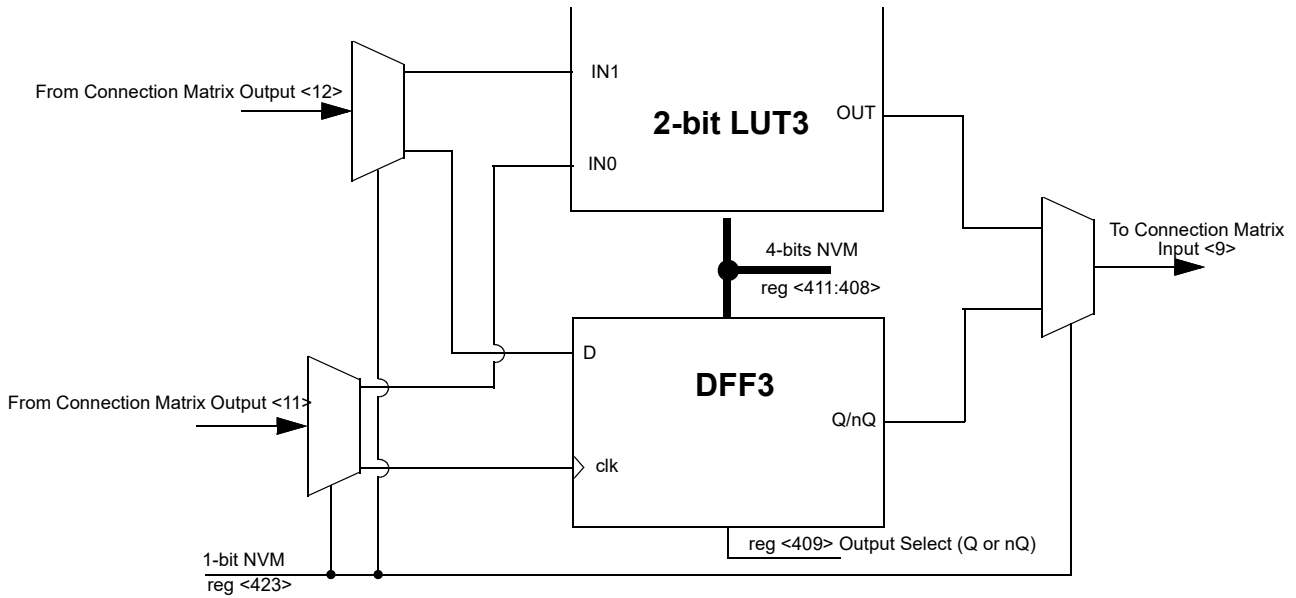 IN1
From Connection Matrix Output <12>
2-bit LUT3
OUT
IN0
To Connection Matrix
Input <9>
4-bits NVM
reg <411:408>
D
DFF3
From Connection Matrix Output <11>
Q/nQ
clk
reg <409> Output Select (Q or nQ)
1-bit NVM
reg <423>